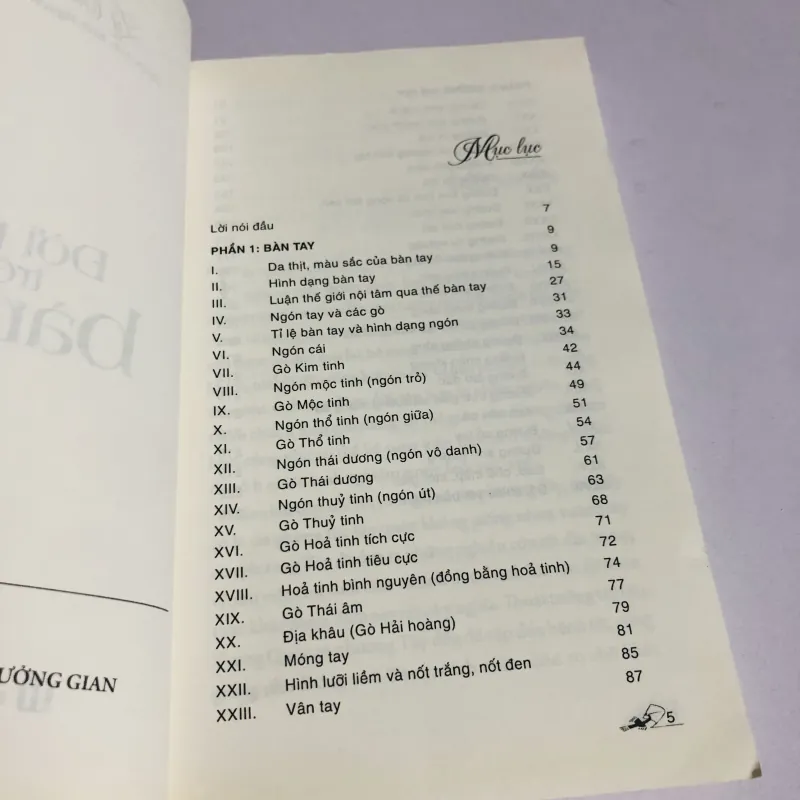 Mục lục
Lời nói đầu 7
PHẦN 1: BÀN TAY 9
I. Da thịt, màu sắc của bàn tay 9
II. Hình dạng bàn tay 15
III. Luận thế giới nội tâm qua thế bàn tay 27
IV. Ngón tay và các gò 31
V. Tỉ lệ bàn tay và hình dạng ngón 33
VI. Ngón cái 34
VII. Gò Kim tinh 42
VIII. Ngón mộc tinh (ngón trỏ) 44
IX. Gò Mộc tinh 49
X. Ngón thổ tinh (ngón giữa) 51
XI. Gò Thổ tinh 54
XII. Ngón thái dương (ngón vô danh) 57
XIII. Gò Thái dương 61
XIV. Ngón thuỷ tinh (ngón út) 63
XV. Gò Thuỷ tinh 68
XVI. Gò Hoả tinh tích cực 71
XVII. Gò Hoả tinh tiêu cực 72
XVIII. Hoả tinh bình nguyên (đồng bằng hoả tinh) 74
XIX. Gò Thái âm 77
XX. Địa khâu (Gò Hải hoàng) 79
XXI. Móng tay 81
XXII. Hình lưỡi liềm và nốt trắng, nốt đen 85
XXIII. Vân tay 87
5
ƯỞNG GIAN